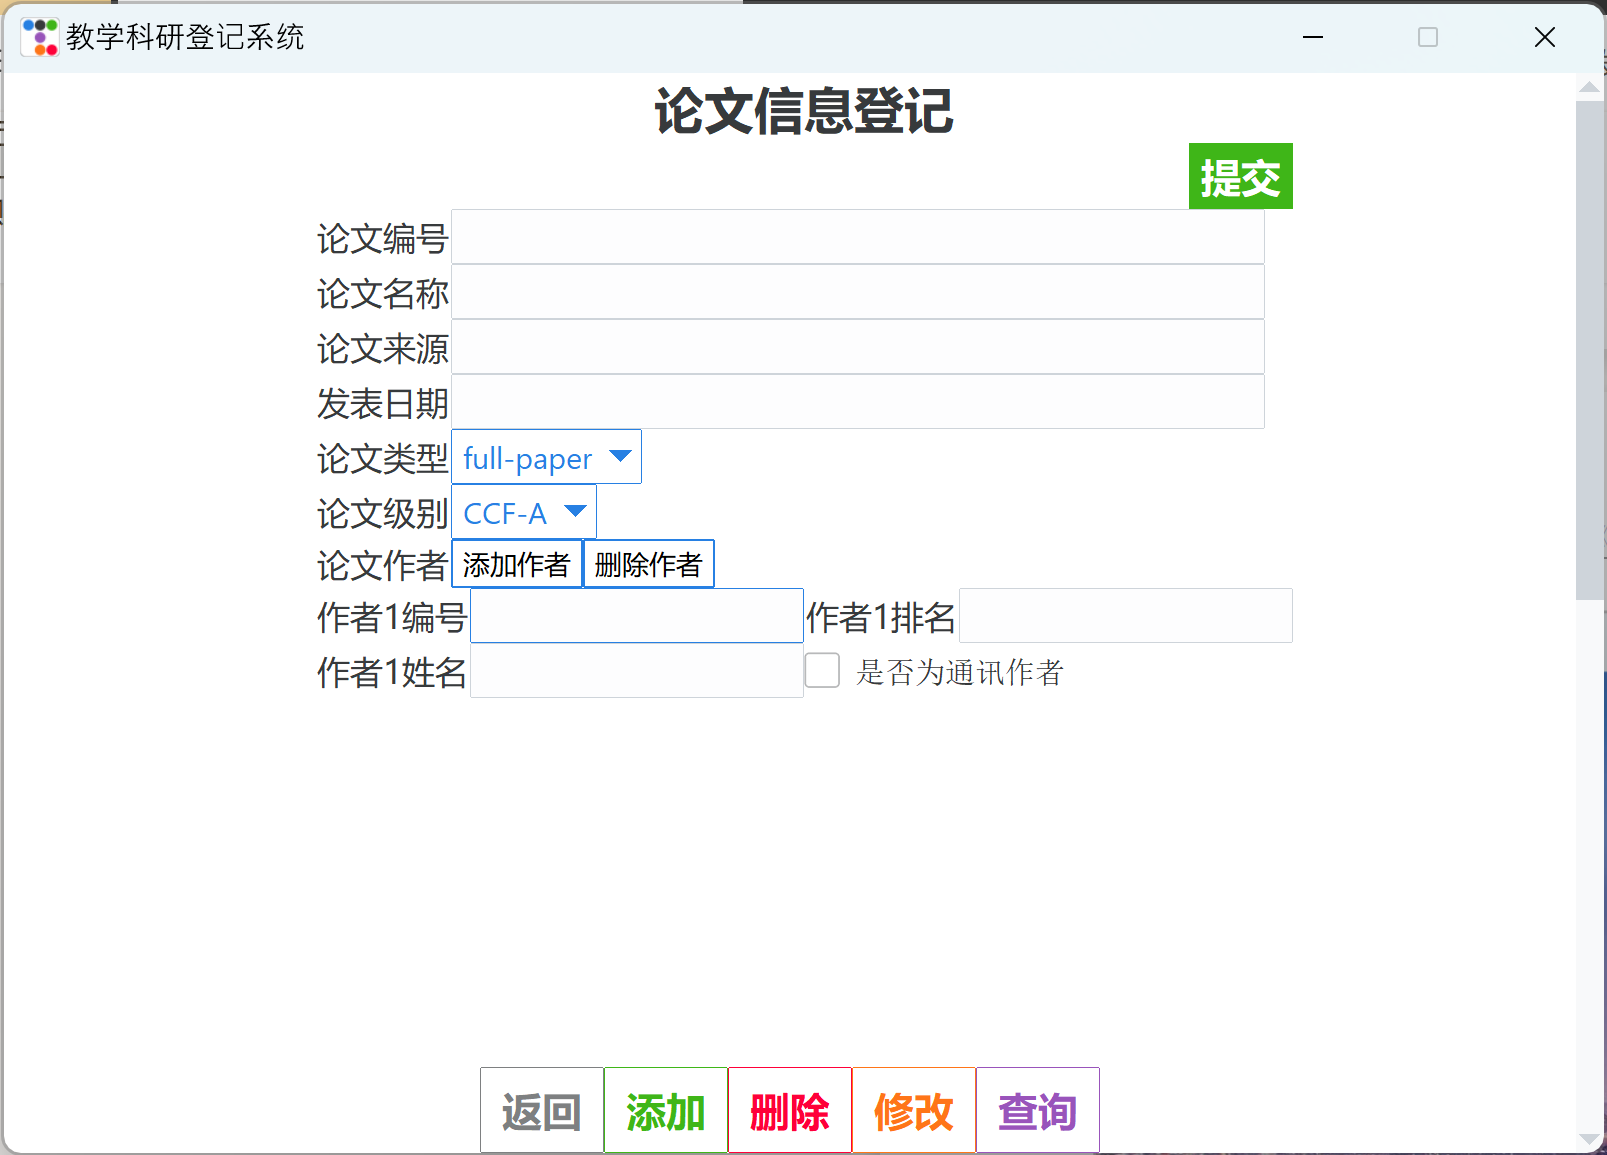 教学科研登记系统
论文信息登记
提交
论文编号
论文名称
论文来源
发表日期
论文类型 full-paper
论文级别 CCF-A
论文作者 添加作者 删除作者
作者1编号 作者1排名
作者1姓名 是否为通讯作者
返回 添加 删除 修改 查询